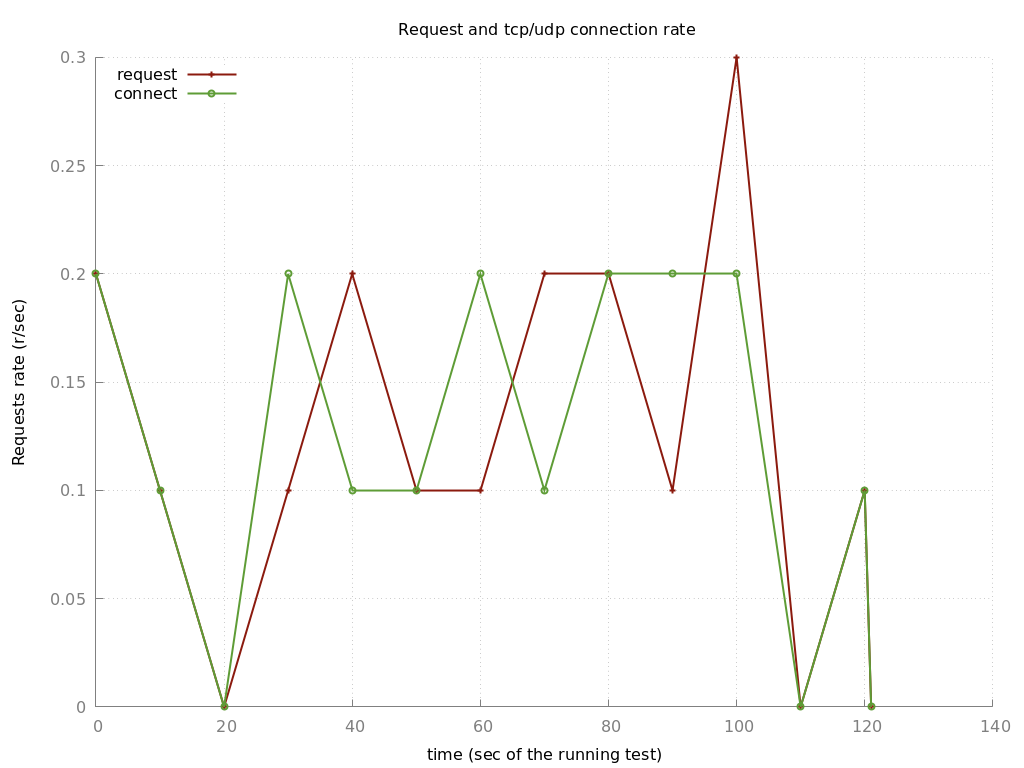 Request and tcp/udp connection rate
0.3
request
connect
0.25
0.2
0.15
0.1
0.05
0
Requests rate (r/sec)
0 20 40 60 80 100 120 140
time (sec of the running test)